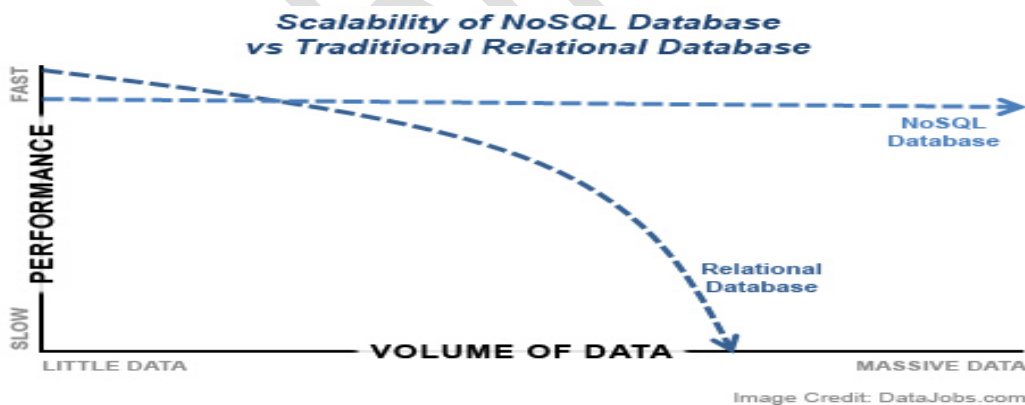 Scalability of NoSQL Database
vs Traditional Relational Database
FAST
PERFORMANCE
SLOW
NoSQL
Database
Relational
Database
LITTLE DATA
VOLUME OF DATA
MASSIVE DATA
Image Credit: DataJobs.com